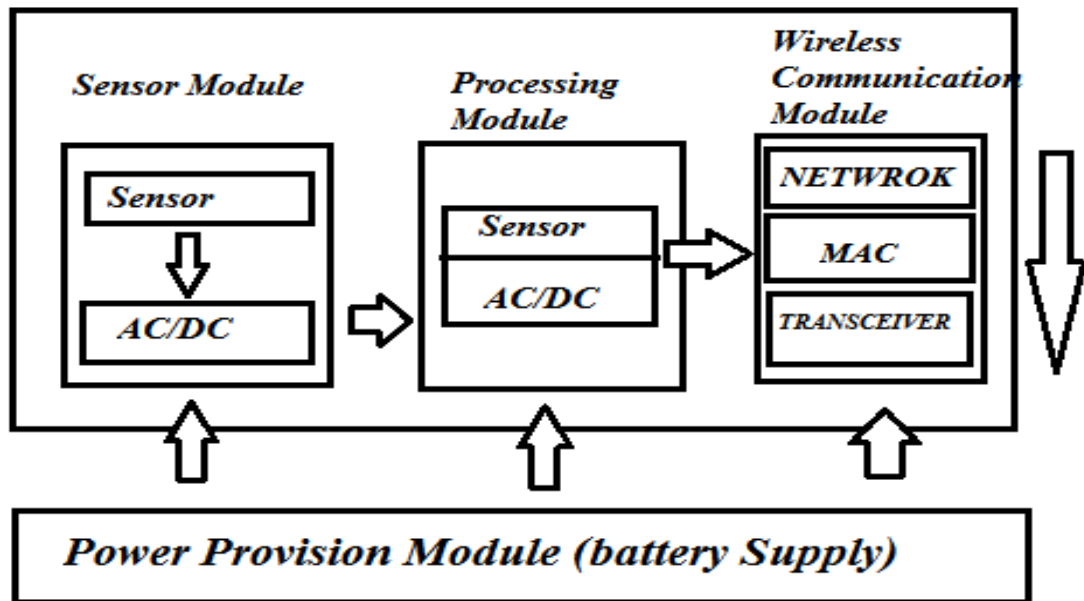 Sensor Module
Sensor
AC/DC
Processing
Module
Sensor
AC/DC
Wireless
Communication
Module
NETWROK
MAC
TRANSCEIVER
Power Provision Module (battery Supply)